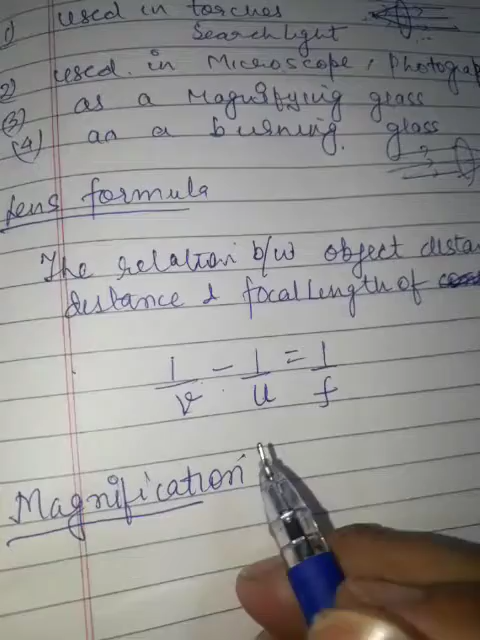 1) used in torches
Searchlight
2) used in Microscope, Photograp
(3) as a Magnifying glass
(4) as a burning glass
Lens formula
The relation b/w object dista
distance & focal length of
1/v - 1/u = 1/f
Magnification